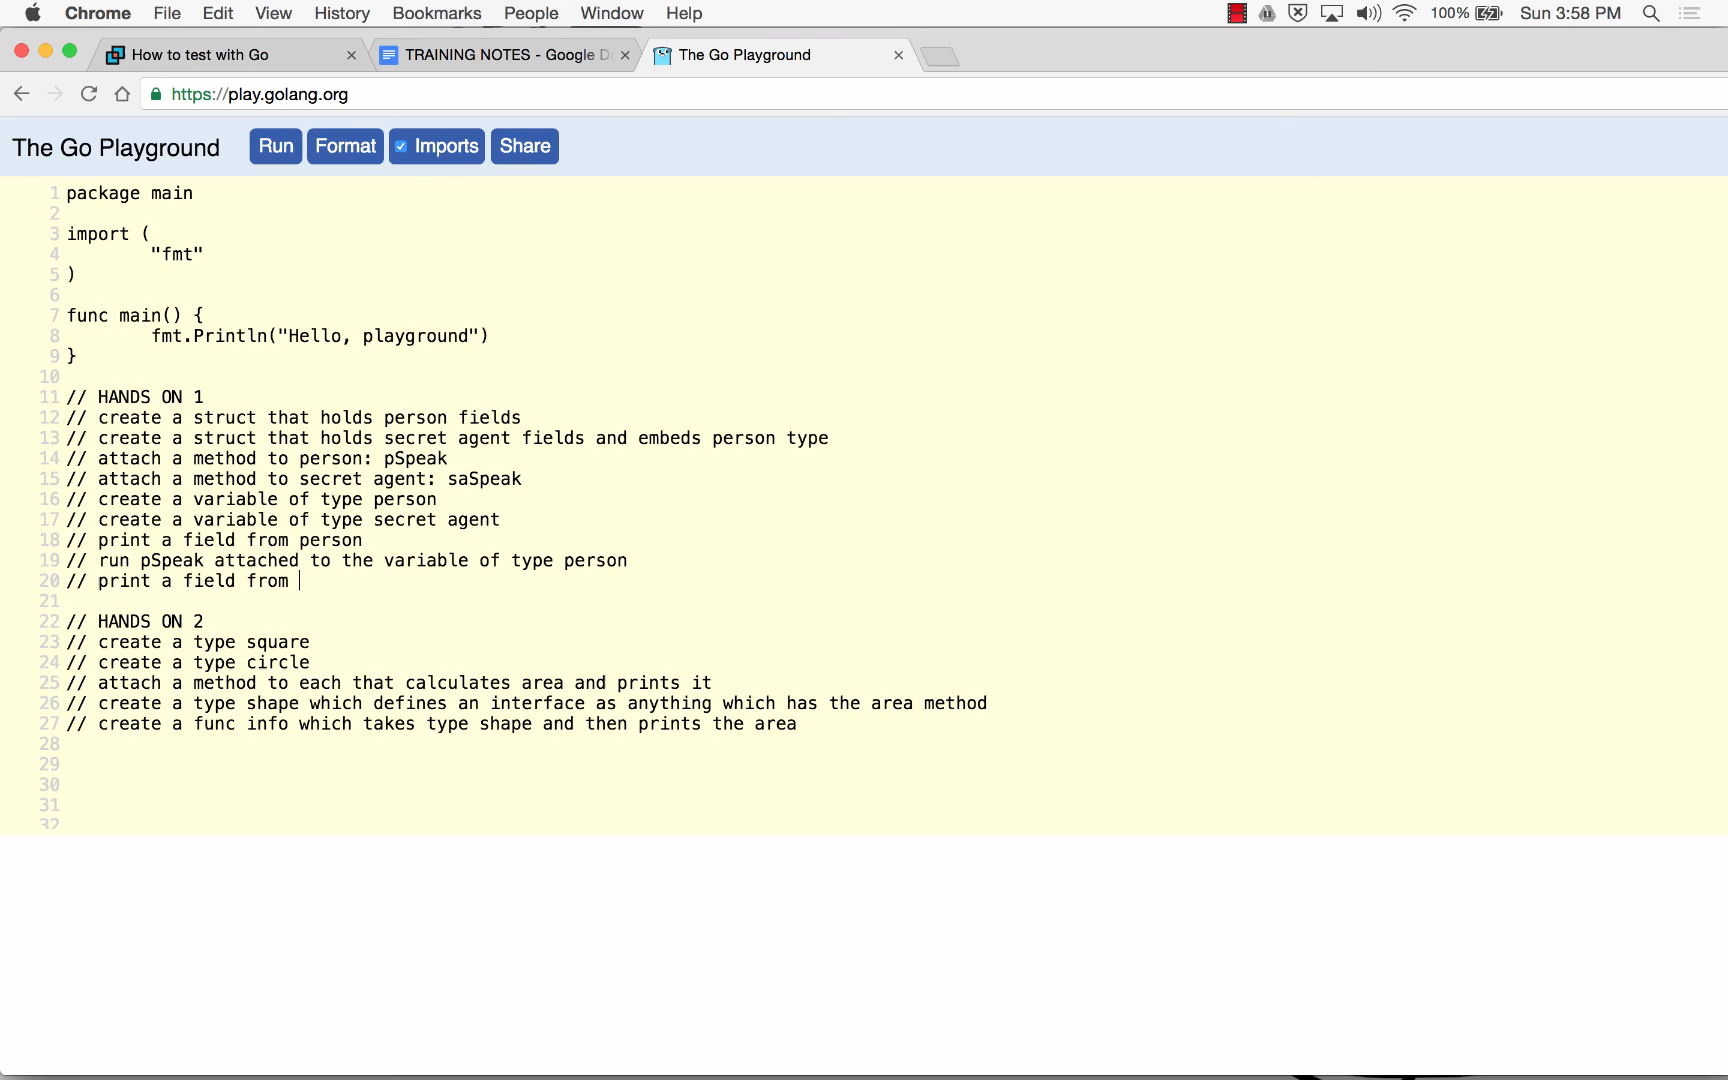 Chrome File Edit View History Bookmarks People Window Help 100% Sun 3:58 PM
How to test with Go TRAINING NOTES - Google D The Go Playground
https://play.golang.org
The Go Playground Run Format Imports Share
1 package main
2
3 import (
4 "fmt"
5 )
6
7 func main() {
8 fmt.Println("Hello, playground")
9 }
10
11 // HANDS ON 1
12 // create a struct that holds person fields
13 // create a struct that holds secret agent fields and embeds person type
14 // attach a method to person: pSpeak
15 // attach a method to secret agent: saSpeak
16 // create a variable of type person
17 // create a variable of type secret agent
18 // print a field from person
19 // run pSpeak attached to the variable of type person
20 // print a field from
21
22 // HANDS ON 2
23 // create a type square
24 // create a type circle
25 // attach a method to each that calculates area and prints it
26 // create a type shape which defines an interface as anything which has the area method
27 // create a func info which takes type shape and then prints the area
28
29
30
31
32